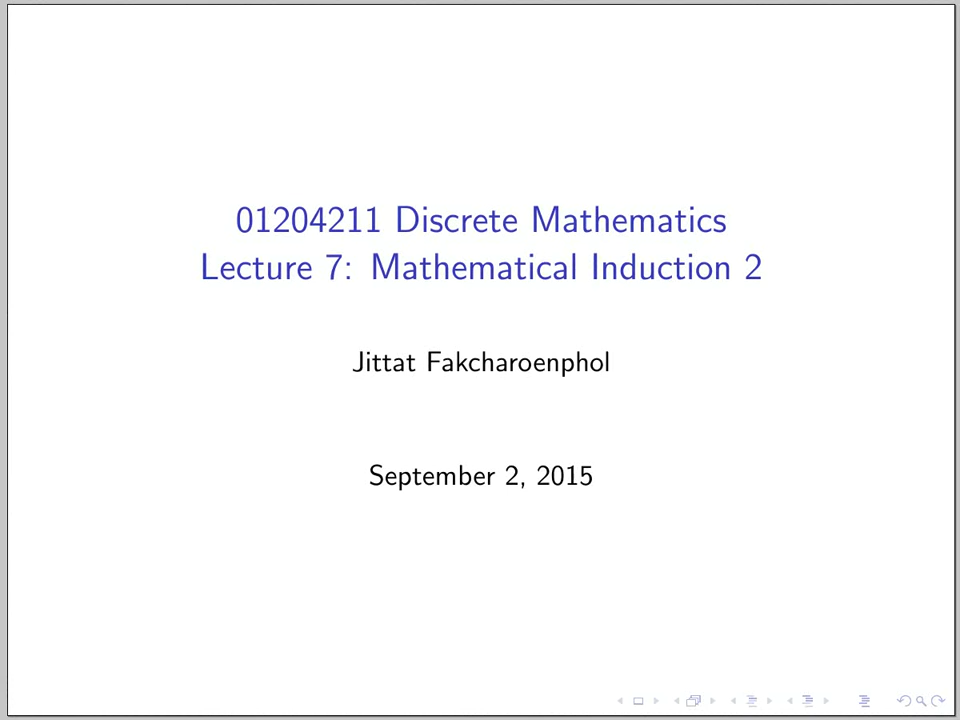 01204211 Discrete Mathematics
Lecture 7: Mathematical Induction 2
Jittat Fakcharoenphol
September 2, 2015